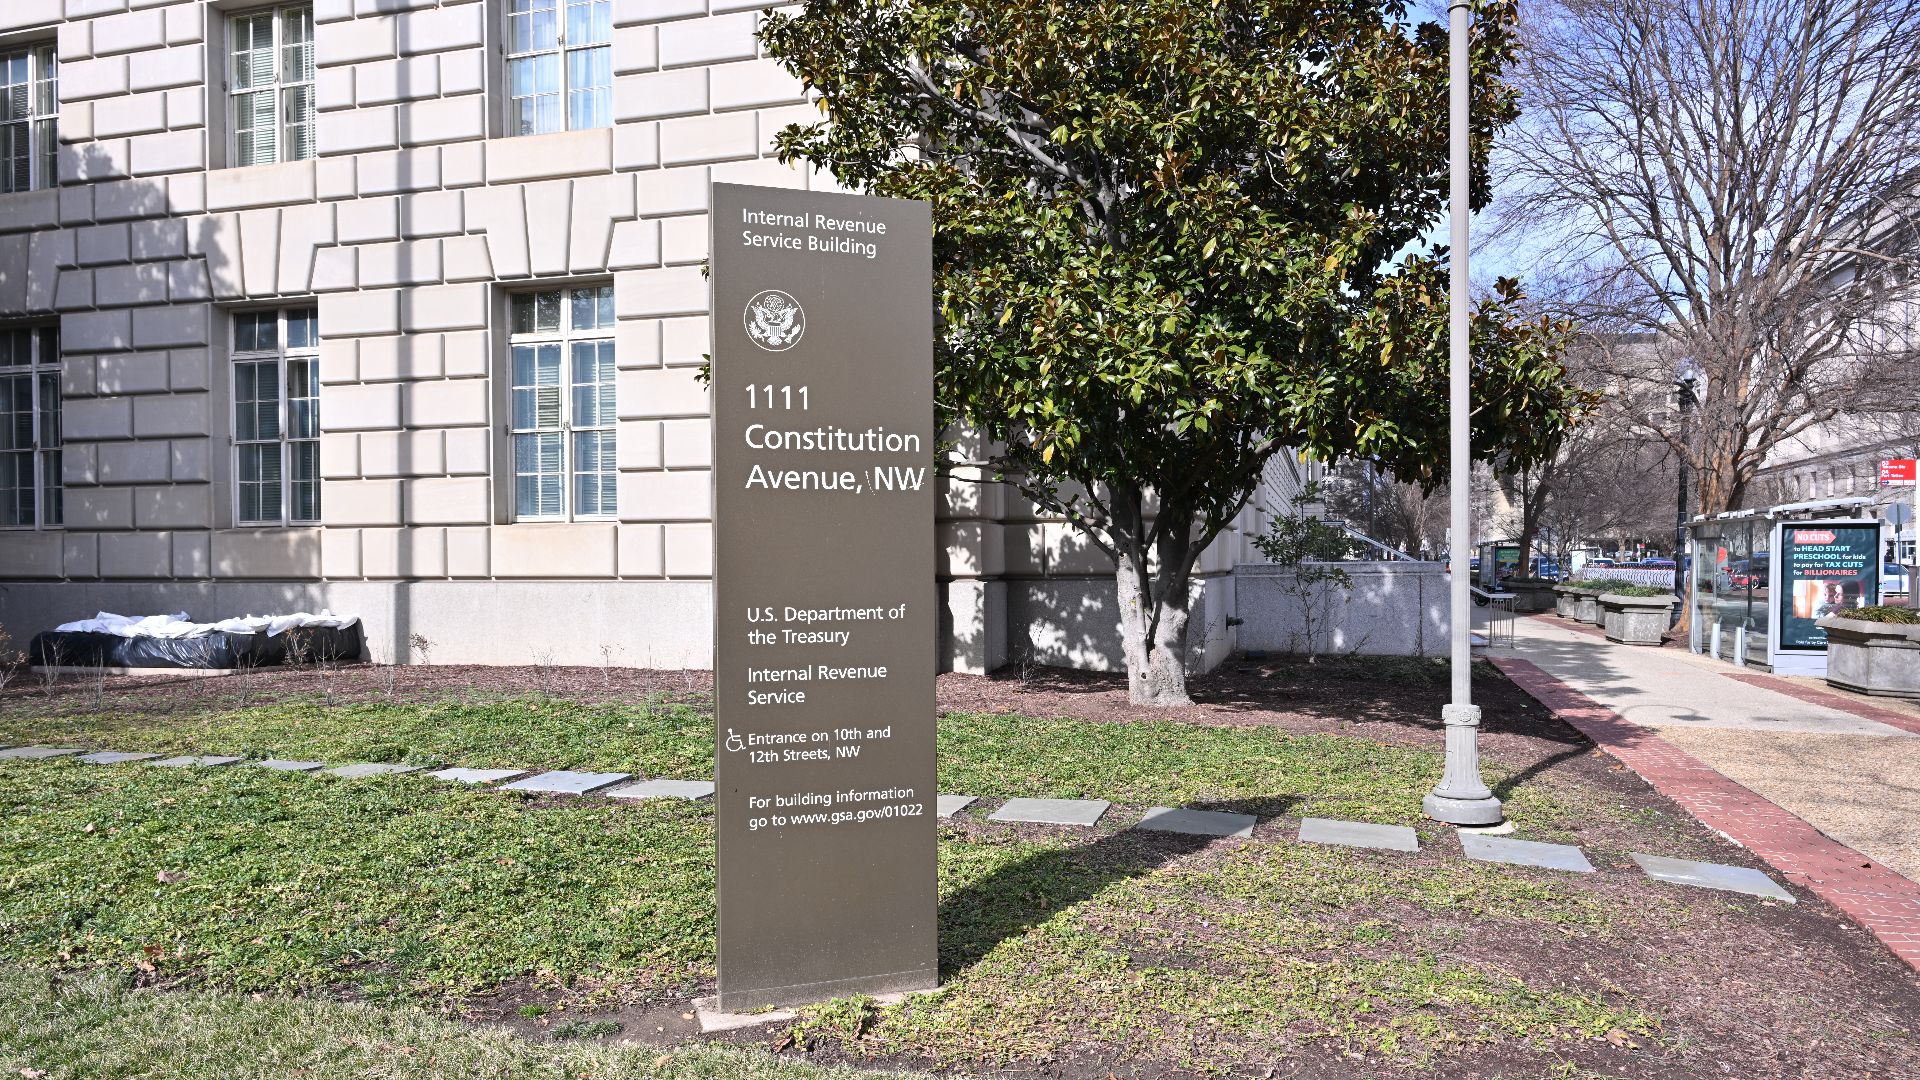 Internal Revenue
Service Building
1111
Constitution
Avenue, NW
U.S. Department of
the Treasury
Internal Revenue
Service
Entrance on 10th and
12th Streets, NW
For building information
go to www.gsa.gov/01022
NO CUTS
to HEAD START
PRESCHOOL for kids
to pay for TAX CUTS
for BILLIONAIRES